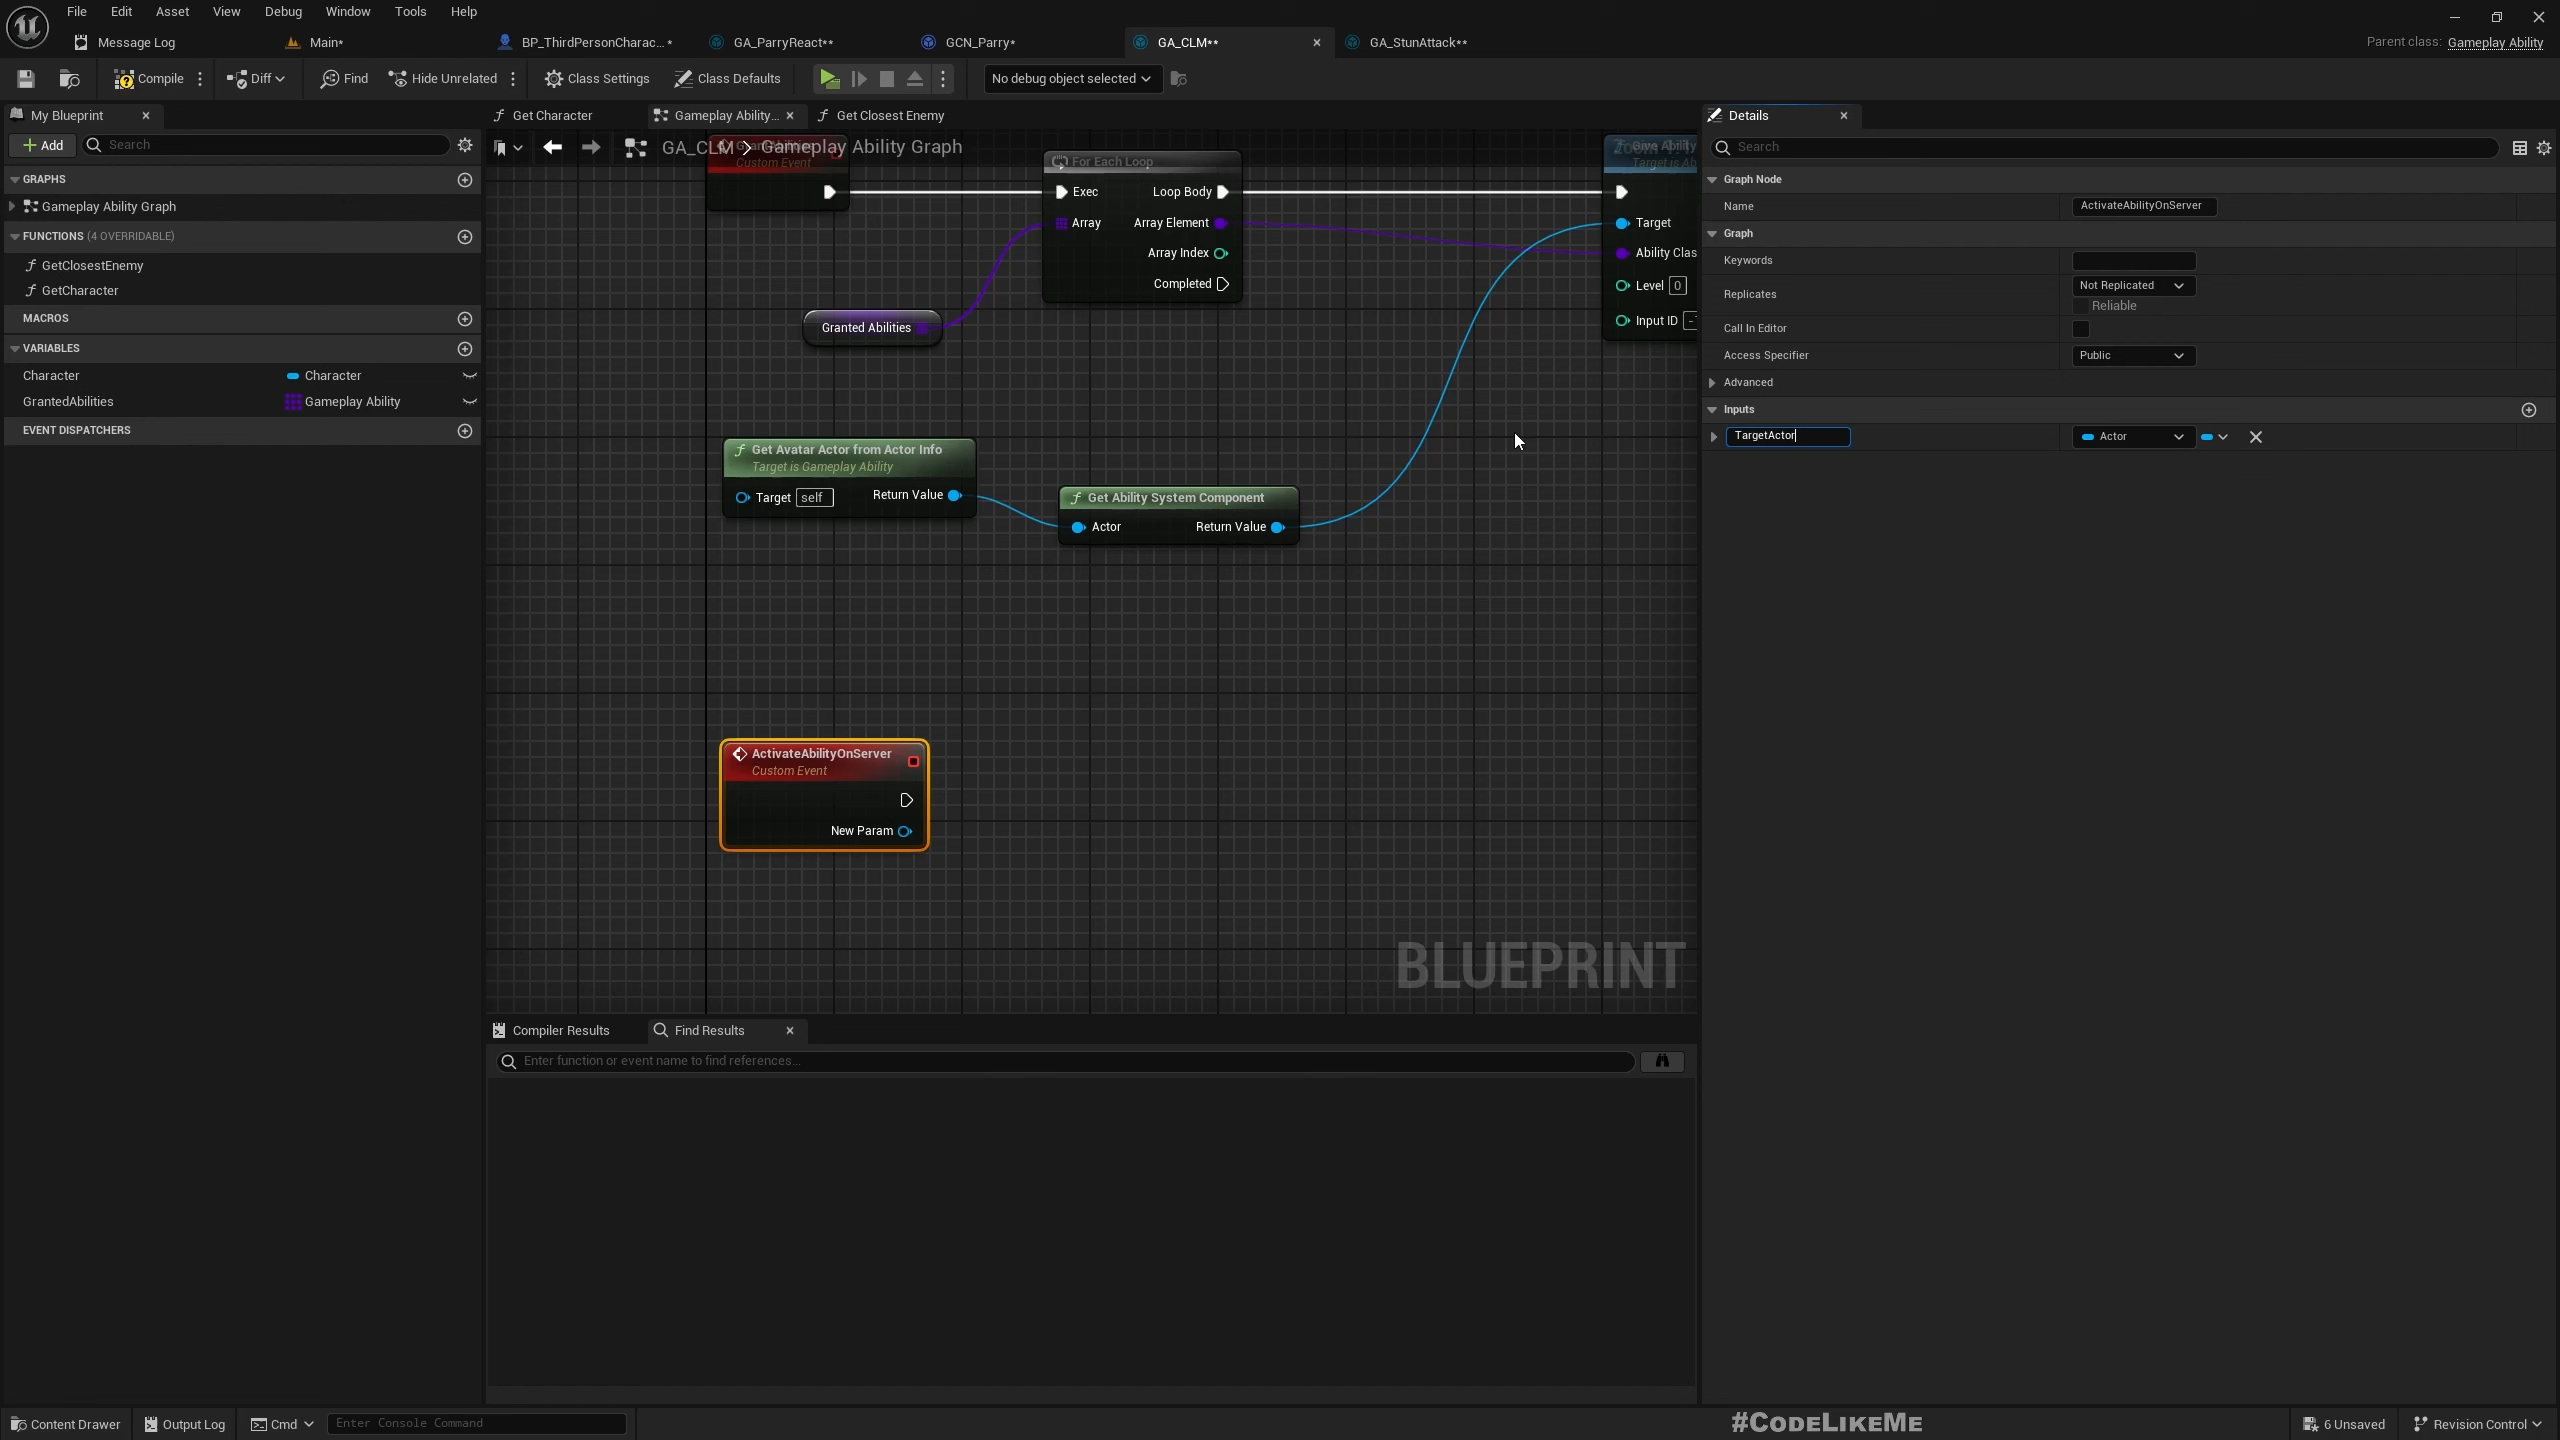 File Edit Asset View Debug Window Tools Help
Message Log Main* BP_ThirdPersonCharac... * GA_ParryReact** GCN_Parry* GA_CLM** GA_StunAttack** Parent class: Gameplay Ability
Compile Diff Find Hide Unrelated Class Settings Class Defaults No debug object selected
My Blueprint Get Character Gameplay Ability... Get Closest Enemy Details
Add Search GA_CLM Gameplay Ability Graph Search
GRAPHS
Gameplay Ability Graph
FUNCTIONS (4 OVERRIDABLE)
GetClosestEnemy
GetCharacter
MACROS
VARIABLES
Character Character
GrantedAbilities Gameplay Ability
EVENT DISPATCHERS
Custom Event
For Each Loop
Exec Loop Body
Array Array Element
Array Index
Completed
Granted Abilities
Give Ability
Target is Ab
Target
Ability Clas
Level 0
Input ID
Get Avatar Actor from Actor Info
Target is Gameplay Ability
Target self Return Value
Get Ability System Component
Actor Return Value
ActivateAbilityOnServer
Custom Event
New Param
BLUEPRINT
Graph Node
Name ActivateAbilityOnServer
Graph
Keywords
Replicates Not Replicated
Reliable
Call In Editor
Access Specifier Public
Advanced
Inputs
TargetActor Actor
Compiler Results Find Results
Enter function or event name to find references...
Content Drawer Output Log Cmd Enter Console Command #CODELIKEME 6 Unsaved Revision Control